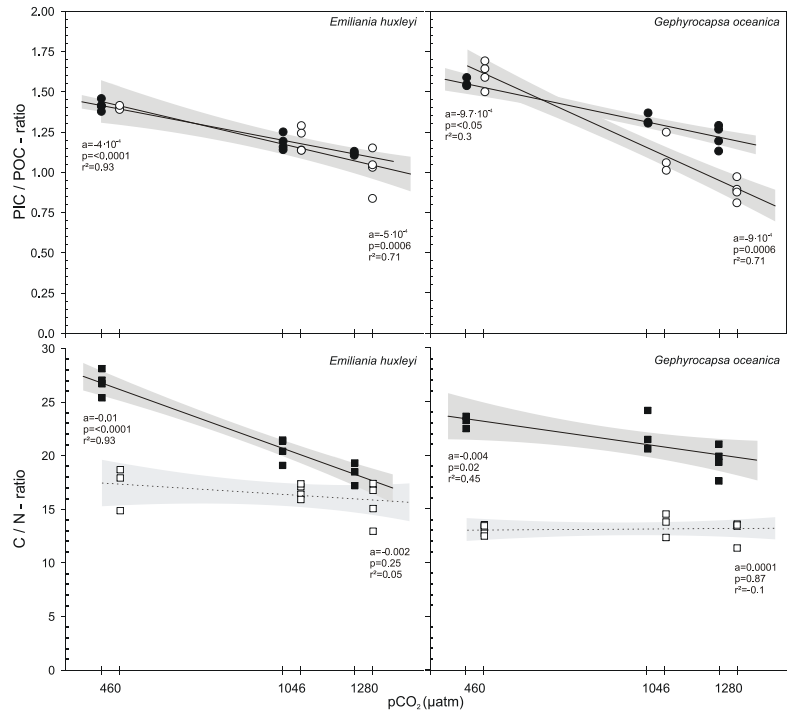 Emiliania huxleyi
Gephyrocapsa oceanica
2.00
1.75
1.50
1.25
1.00
0.75
0.50
0.25
0.0
PIC / POC - ratio
a=-4·10⁻⁴
p=<0.0001
r²=0.93
a=-5·10⁻⁴
p=0.0006
r²=0.71
a=-9.7·10⁻⁴
p=<0.05
r²=0.3
a=-9·10⁻⁴
p=0.0006
r²=0.71
Emiliania huxleyi
Gephyrocapsa oceanica
30
25
20
15
10
5
0
C / N - ratio
a=-0.01
p=<0.0001
r²=0.93
a=-0.002
p=0.25
r²=0.05
a=-0.004
p=0.02
r²=0,45
a=0.0001
p=0.87
r²=-0.1
460 1046 1280 460 1046 1280
pCO₂(µatm)